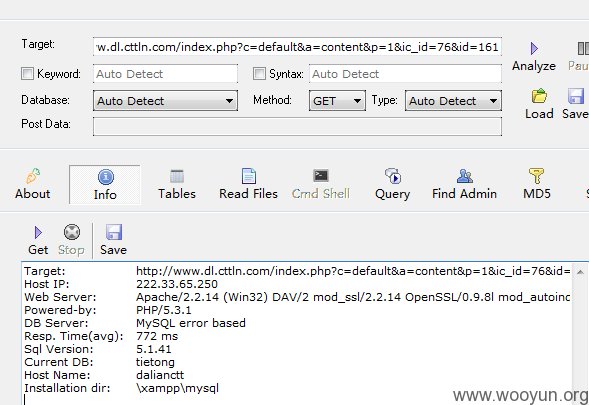 Target: w.dl.cttln.com/index.php?c=default&a=content&p=1&ic_id=76&id=161 Analyze
Keyword: Auto Detect Syntax: Auto Detect
Database: Auto Detect Method: GET Type: Auto Detect Load Save
Post Data:
About Info Tables Read Files Cmd Shell Query Find Admin MD5
Get Stop Save
Target: http://www.dl.cttln.com/index.php?c=default&a=content&p=1&ic_id=76&id=
Host IP: 222.33.65.250
Web Server: Apache/2.2.14 (Win32) DAV/2 mod_ssl/2.2.14 OpenSSL/0.9.8l mod_autoind
Powered-by: PHP/5.3.1
DB Server: MySQL error based
Resp. Time(avg): 772 ms
Sql Version: 5.1.41
Current DB: tietong
Host Name: dalianctt
Installation dir: \xampp\mysql
www.wooyun.org